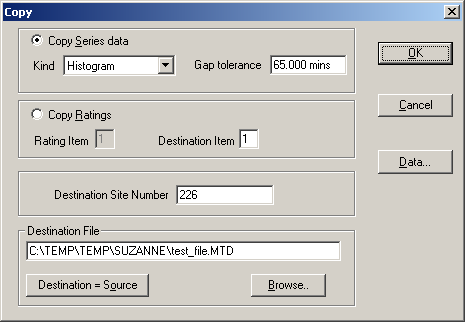 Copy
Copy Series data
OK
Kind Histogram Gap tolerance 65.000 mins
Copy Ratings
Cancel
Rating Item 1 Destination Item 1
Data...
Destination Site Number 226
Destination File
C:\TEMP\TEMP\SUZANNE\test_file.MTD
Destination = Source Browse..